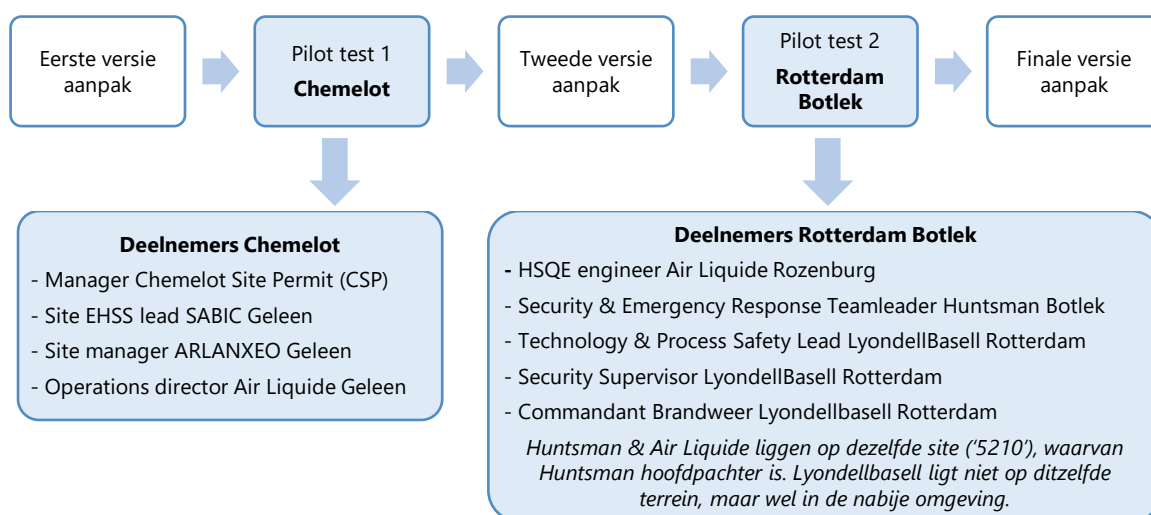 Eerste versie
aanpak
Pilot test 1
Chemelot
Tweede versie
aanpak
Pilot test 2
Rotterdam
Botlek
Finale versie
aanpak
Deelnemers Chemelot
- Manager Chemelot Site Permit (CSP)
- Site EHSS lead SABIC Geleen
- Site manager ARLANXEO Geleen
- Operations director Air Liquide Geleen
Deelnemers Rotterdam Botlek
- HSQE engineer Air Liquide Rozenburg
- Security & Emergency Response Teamleader Huntsman Botlek
- Technology & Process Safety Lead LyondellBasell Rotterdam
- Security Supervisor LyondellBasell Rotterdam
- Commandant Brandweer Lyondellbasell Rotterdam
Huntsman & Air Liquide liggen op dezelfde site ('5210'), waarvan
Huntsman hoofdpachter is. Lyondellbasell ligt niet op ditzelfde
terrein, maar wel in de nabije omgeving.